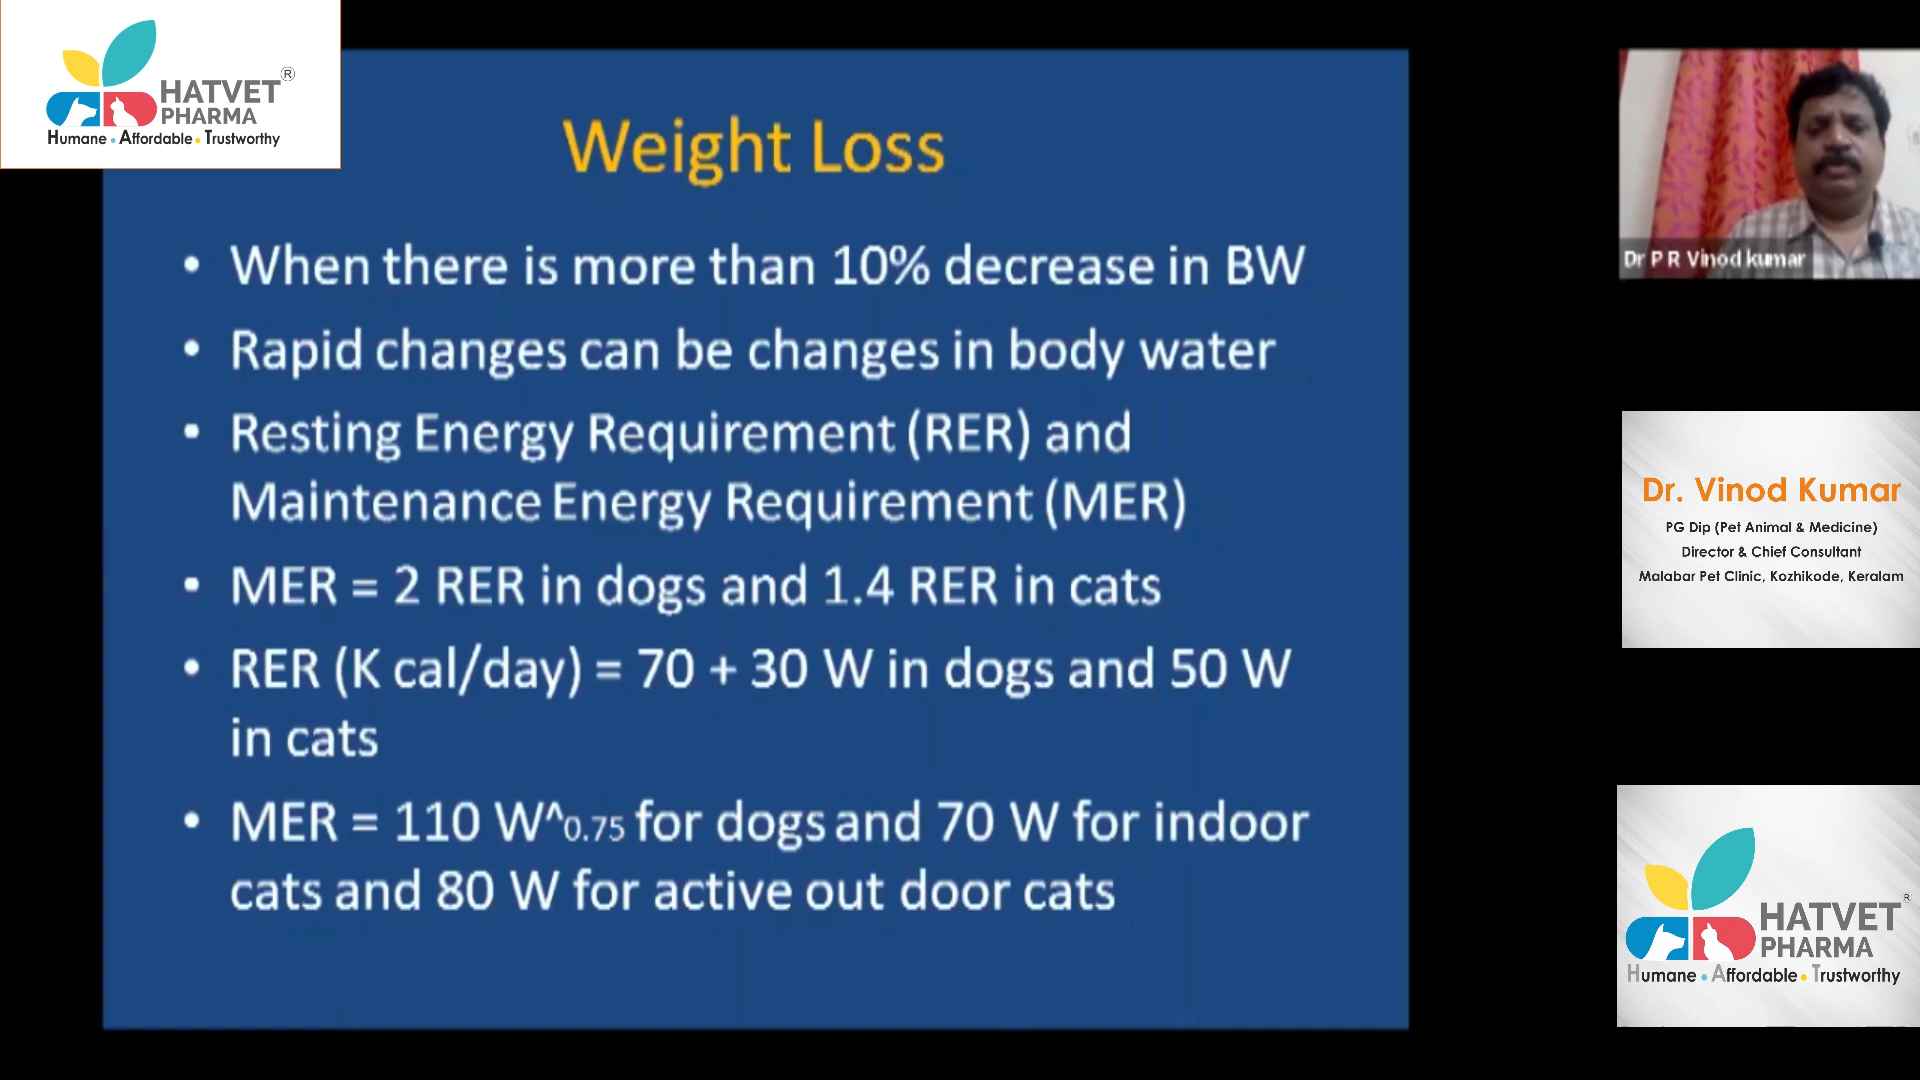 HATVET®
PHARMA
Humane • Affordable • Trustworthy
Weight Loss
• When there is more than 10% decrease in BW
• Rapid changes can be changes in body water
• Resting Energy Requirement (RER) and
Maintenance Energy Requirement (MER)
• MER = 2 RER in dogs and 1.4 RER in cats
• RER (K cal/day) = 70 + 30 W in dogs and 50 W
in cats
• MER = 110 W^0.75 for dogs and 70 W for indoor
cats and 80 W for active out door cats
Dr P R Vinod kumar
Dr. Vinod Kumar
PG Dip (Pet Animal & Medicine)
Director & Chief Consultant
Malabar Pet Clinic, Kozhikode, Keralam
HATVET®
PHARMA
Humane • Affordable • Trustworthy